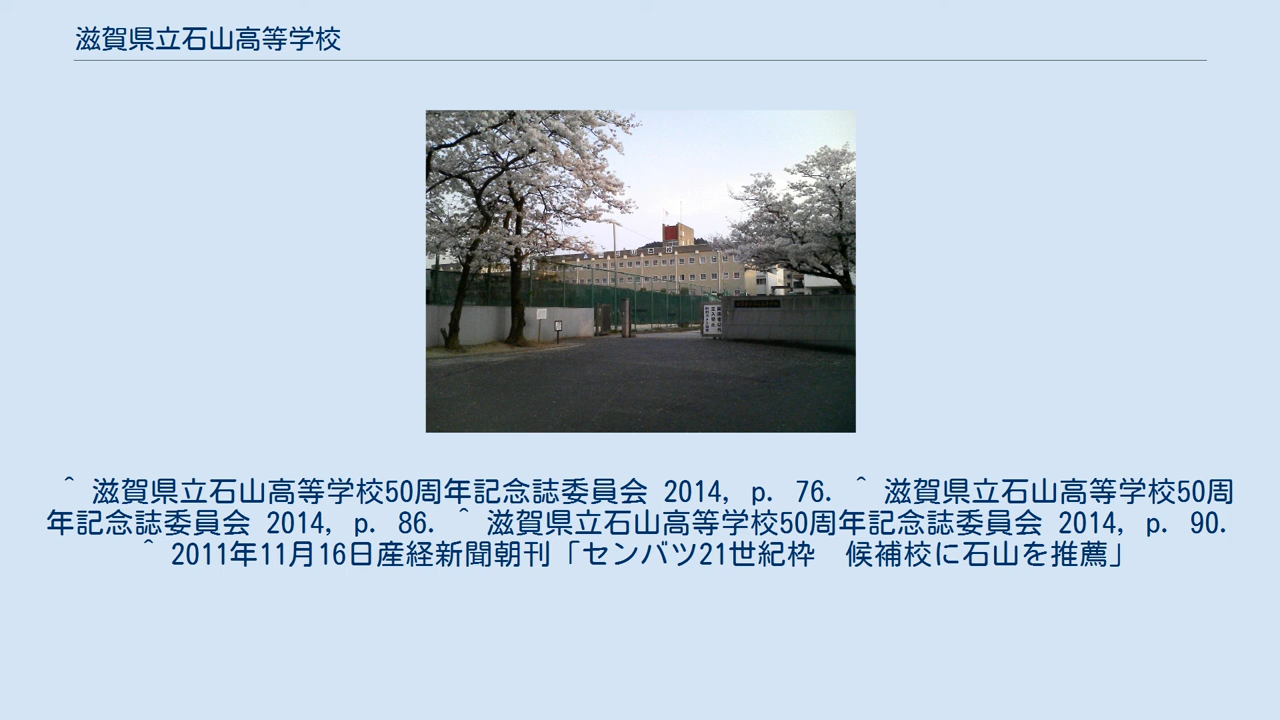 滋賀県立石山高等学校
^ 滋賀県立石山高等学校50周年記念誌委員会 2014, p. 76. ^ 滋賀県立石山高等学校50周
年記念誌委員会 2014, p. 86. ^ 滋賀県立石山高等学校50周年記念誌委員会 2014, p. 90.
^ 2011年11月16日産経新聞朝刊「センバツ21世紀枠　候補校に石山を推薦」